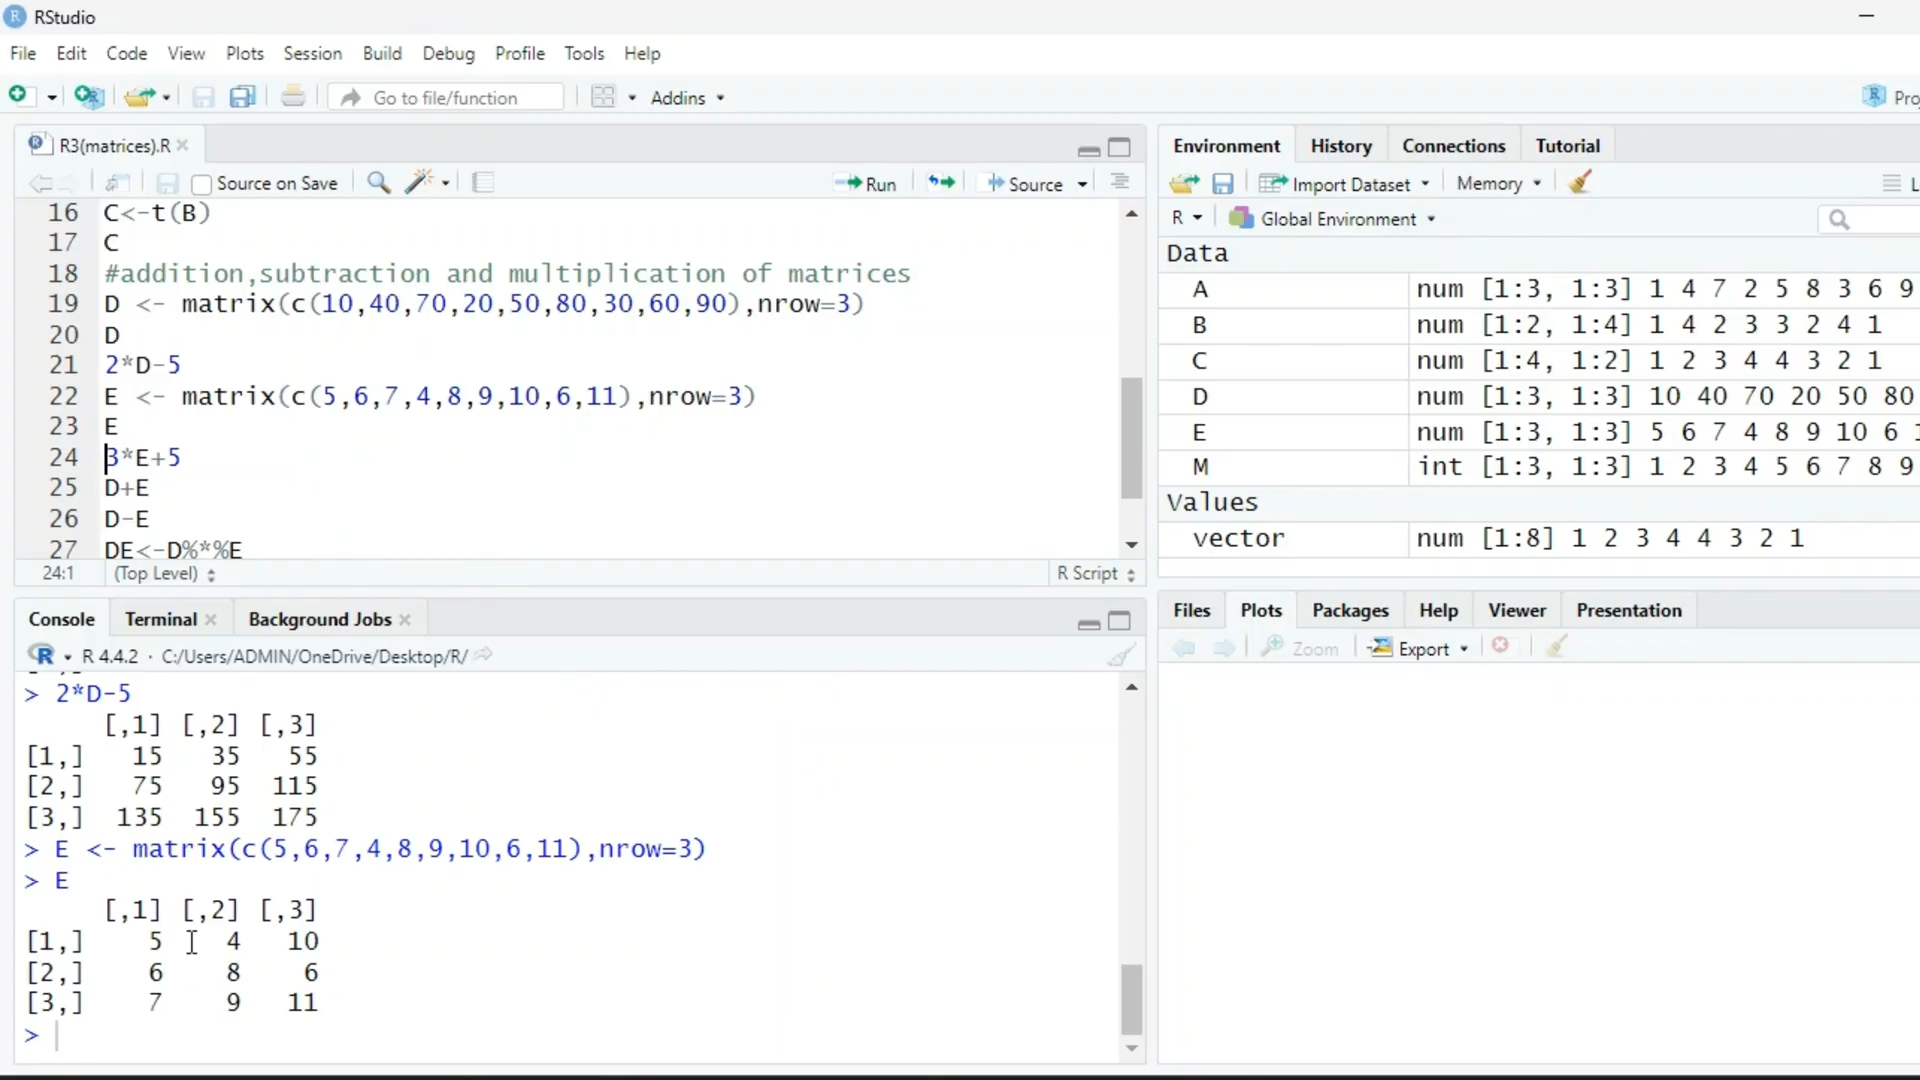 RStudio
File Edit Code View Plots Session Build Debug Profile Tools Help
Go to file/function Addins
R3(matrices).R
Source on Save Run Source
16 C<-t(B)
17 C
18 #addition,subtraction and multiplication of matrices
19 D <- matrix(c(10,40,70,20,50,80,30,60,90),nrow=3)
20 D
21 2*D-5
22 E <- matrix(c(5,6,7,4,8,9,10,6,11),nrow=3)
23 E
24 3*E+5
25 D+E
26 D-E
27 DE<-D%*%E
24:1 (Top Level) R Script
Console Terminal Background Jobs
R 4.4.2 · C:/Users/ADMIN/OneDrive/Desktop/R/
> 2*D-5
[,1] [,2] [,3]
[1,] 15 35 55
[2,] 75 95 115
[3,] 135 155 175
> E <- matrix(c(5,6,7,4,8,9,10,6,11),nrow=3)
> E
[,1] [,2] [,3]
[1,] 5 4 10
[2,] 6 8 6
[3,] 7 9 11
>
Environment History Connections Tutorial
Import Dataset Memory
R Global Environment
Data
A num [1:3, 1:3] 1 4 7 2 5 8 3 6 9
B num [1:2, 1:4] 1 4 2 3 3 2 4 1
C num [1:4, 1:2] 1 2 3 4 4 3 2 1
D num [1:3, 1:3] 10 40 70 20 50 80
E num [1:3, 1:3] 5 6 7 4 8 9 10 6
M int [1:3, 1:3] 1 2 3 4 5 6 7 8 9
Values
vector num [1:8] 1 2 3 4 4 3 2 1
Files Plots Packages Help Viewer Presentation
Zoom Export